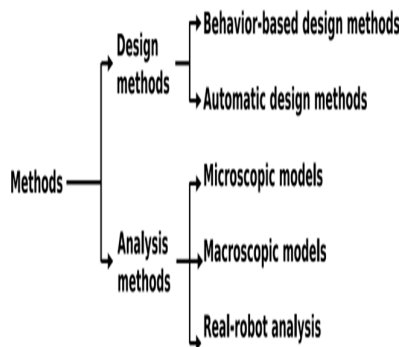 Behavior-based design methods
Design
methods
Automatic design methods
Methods
Microscopic models
Analysis
methods
Macroscopic models
Real-robot analysis